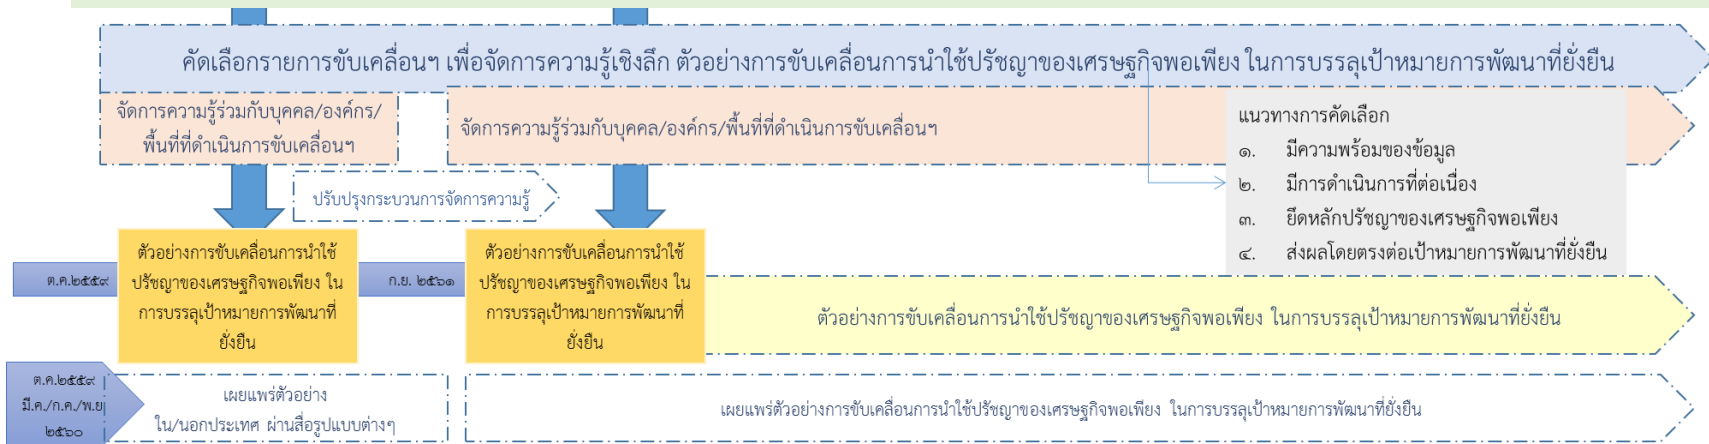 คัดเลือกรายการขับเคลื่อนฯ เพื่อจัดการความรู้เชิงลึก ตัวอย่างการขับเคลื่อนการนำใช้ปรัชญาของเศรษฐกิจพอเพียง ในการบรรลุเป้าหมายการพัฒนาที่ยั่งยืน
จัดการความรู้ร่วมกับบุคคล/องค์กร/
พื้นที่ที่ดำเนินการขับเคลื่อนฯ
จัดการความรู้ร่วมกับบุคคล/องค์กร/พื้นที่ที่ดำเนินการขับเคลื่อนฯ
แนวทางการคัดเลือก
๑. มีความพร้อมของข้อมูล
๒. มีการดำเนินการที่ต่อเนื่อง
๓. ยึดหลักปรัชญาของเศรษฐกิจพอเพียง
๔. ส่งผลโดยตรงต่อเป้าหมายการพัฒนาที่ยั่งยืน
ปรับปรุงกระบวนการจัดการความรู้
ต.ค.๒๕๕๙
ตัวอย่างการขับเคลื่อนการนำใช้
ปรัชญาของเศรษฐกิจพอเพียง ใน
การบรรลุเป้าหมายการพัฒนาที่
ยั่งยืน
ก.ย. ๒๕๖๑
ตัวอย่างการขับเคลื่อนการนำใช้
ปรัชญาของเศรษฐกิจพอเพียง ใน
การบรรลุเป้าหมายการพัฒนาที่
ยั่งยืน
ตัวอย่างการขับเคลื่อนการนำใช้ปรัชญาของเศรษฐกิจพอเพียง ในการบรรลุเป้าหมายการพัฒนาที่ยั่งยืน
ต.ค.๒๕๕๙
มี.ค./ก.ค./พ.ย
๒๕๖๐
เผยแพร่ตัวอย่าง
ใน/นอกประเทศ ผ่านสื่อรูปแบบต่างๆ
เผยแพร่ตัวอย่างการขับเคลื่อนการนำใช้ปรัชญาของเศรษฐกิจพอเพียง ในการบรรลุเป้าหมายการพัฒนาที่ยั่งยืน